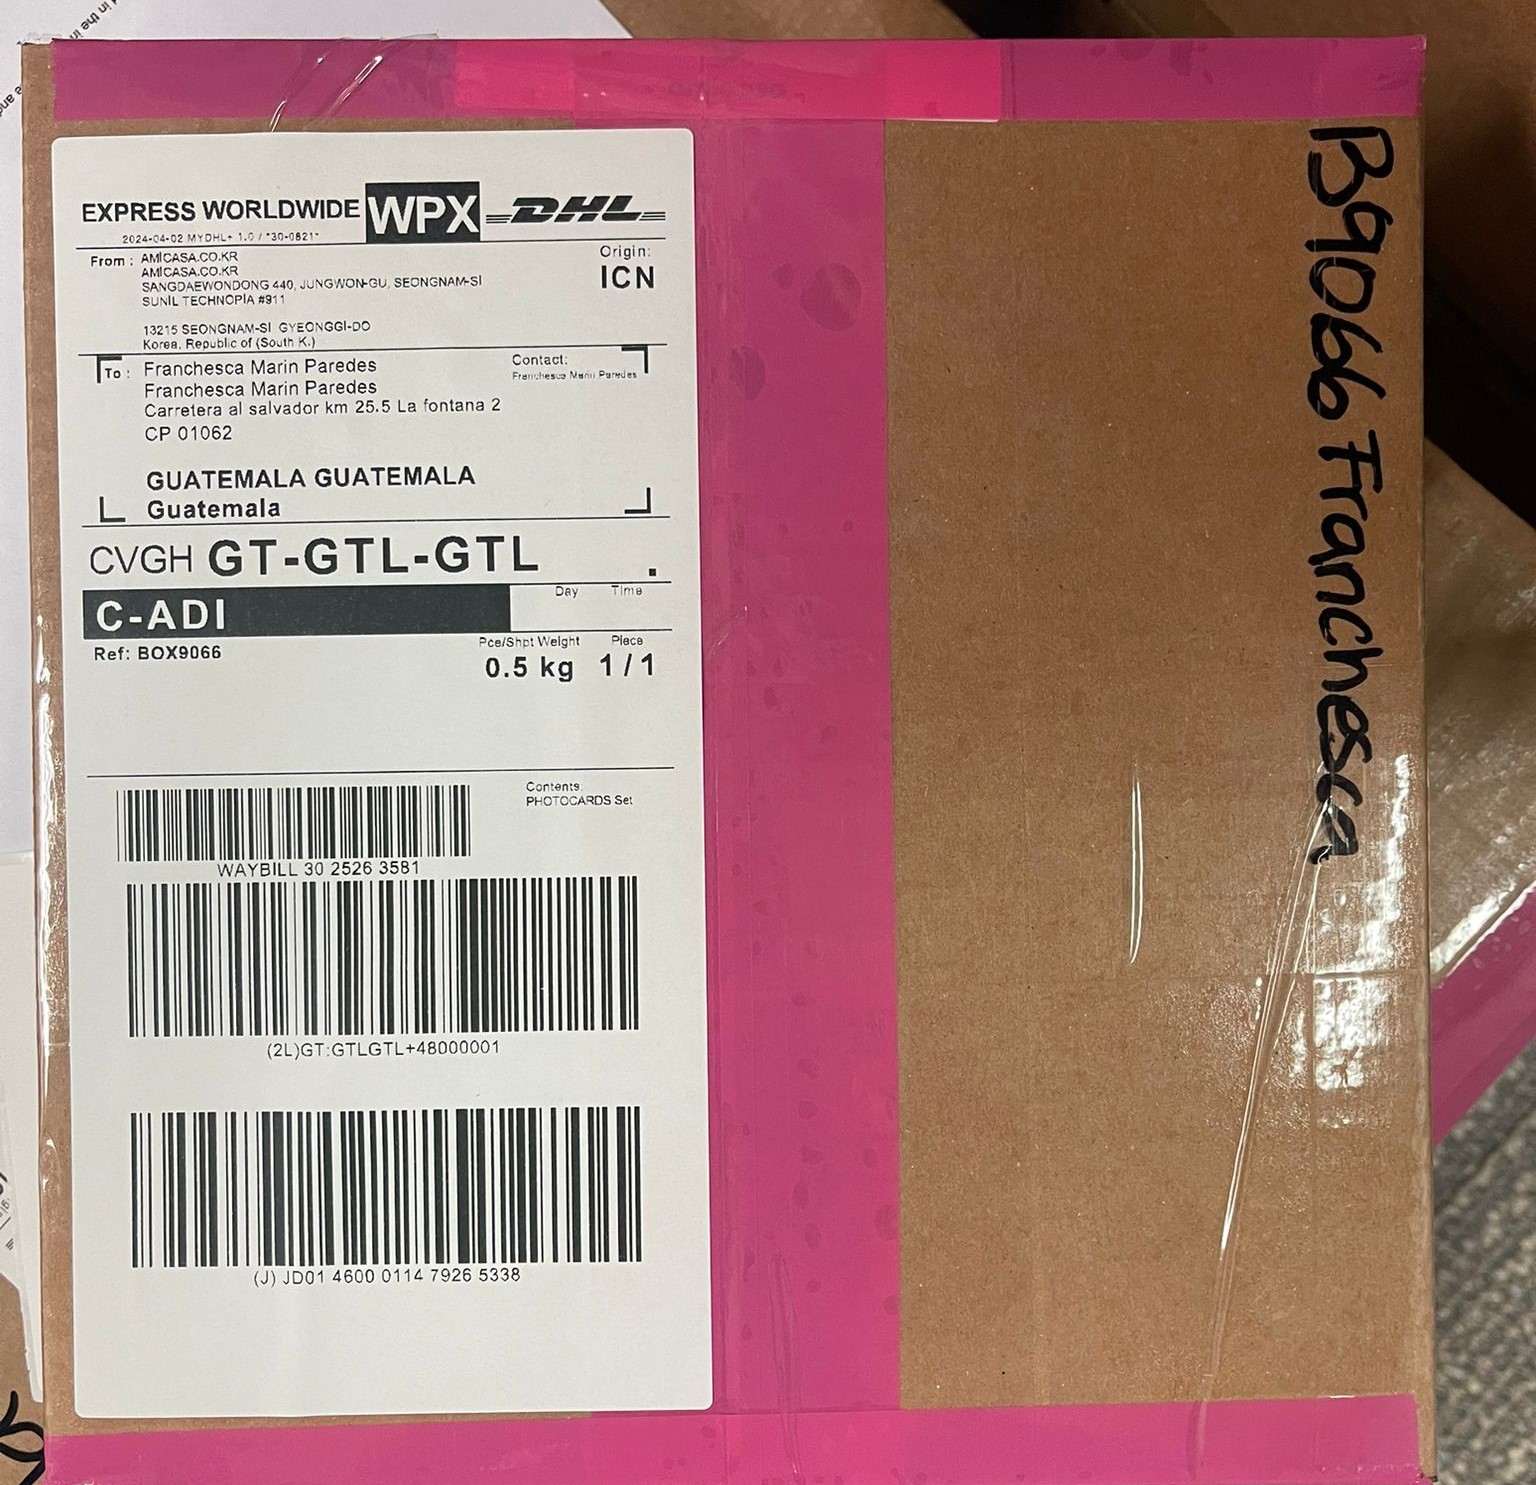 EXPRESS WORLDWIDE WPX DHL
2024-04-02 MYDHL+ 1.0 / *30-0821*
From : AMICASA.CO.KR
AMICASA.CO.KR
SANGDAEWONDONG 440, JUNGWON-GU, SEONGNAM-SI
SUNIL TECHNOPIA #911
13215 SEONGNAM-SI GYEONGGI-DO
Korea, Republic of (South K.)
Origin:
ICN
To : Franchesca Marin Paredes
Franchesca Marin Paredes
Carretera al salvador km 25.5 La fontana 2
CP 01062
GUATEMALA GUATEMALA
Guatemala
Contact:
Franchesca Marin Paredes
CVGH GT-GTL-GTL .
C-ADI
Day Time
Ref: BOX9066
Pce/Shpt Weight Piece
0.5 kg 1 / 1
Contents:
PHOTOCARDS Set
WAYBILL 30 2526 3581
(2L)GT:GTLGTL+48000001
(J) JD01 4600 0114 7926 5338
B9066 Franchesca